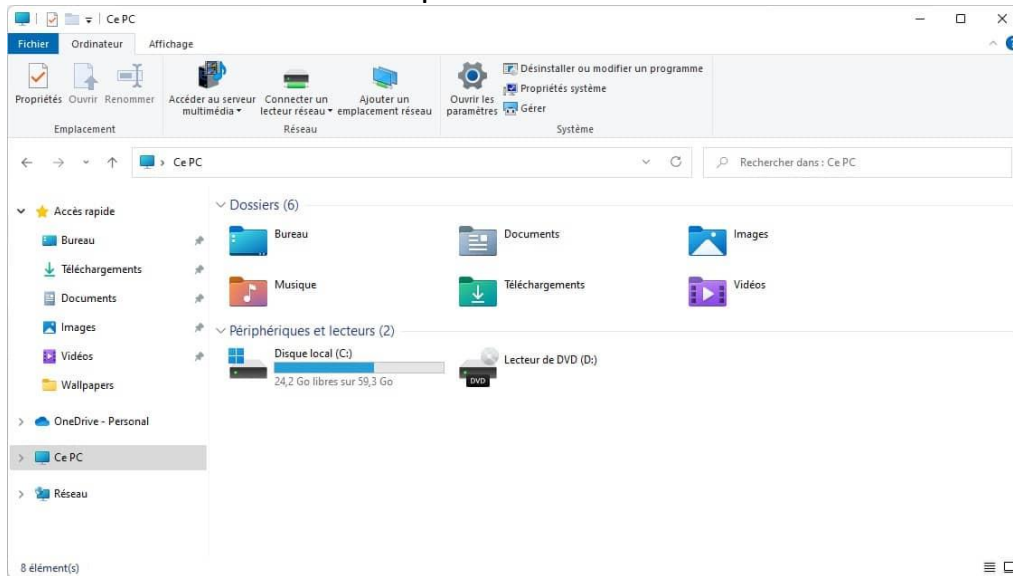 Ce PC
Fichier Ordinateur Affichage
Propriétés Ouvrir Renommer
Accéder au serveur multimédia
Connecter un lecteur réseau
Ajouter un emplacement réseau
Ouvrir les paramètres
Désinstaller ou modifier un programme
Propriétés système
Gérer
Emplacement Réseau Système
Ce PC
Rechercher dans : Ce PC
Accès rapide
Bureau
Téléchargements
Documents
Images
Vidéos
Wallpapers
OneDrive - Personal
Ce PC
Réseau
Dossiers (6)
Bureau Documents Images
Musique Téléchargements Vidéos
Périphériques et lecteurs (2)
Disque local (C:)
24,2 Go libres sur 59,3 Go
Lecteur de DVD (D:)
DVD
8 élément(s)